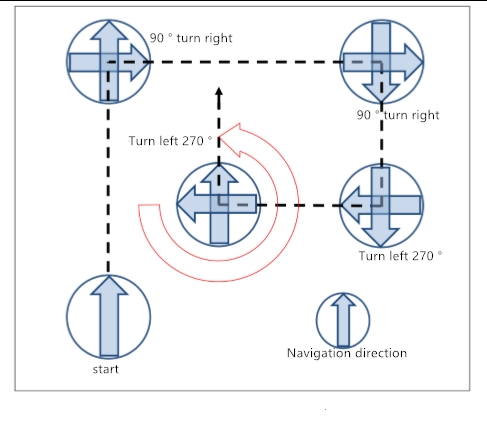 90 ° turn right
90 ° turn right
Turn left 270 °
Turn left 270 °
Navigation direction
start